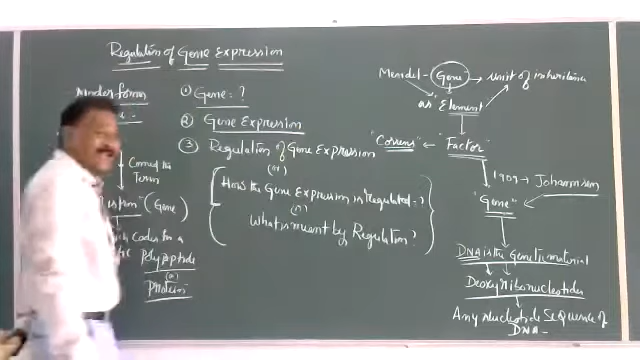 Regulation of Gene Expression
Modern form
① Gene = ?
② Gene Expression
③ Regulation of Gene Expression
(or)
How the Gene Expression is Regulated = ?
(or)
What is meant by Regulation ?
Coined the
Term
(Gene)
Codes for a
Polypeptide
(or)
Protein
Mendel - Gene → Unit of inheritance
as "Element"
"Correns" ← "Factor"
1909 → Johannsen
"Gene"
DNA is the Genetic material
Deoxyribonucleotides
Any nucleotide Sequence of
DNA -